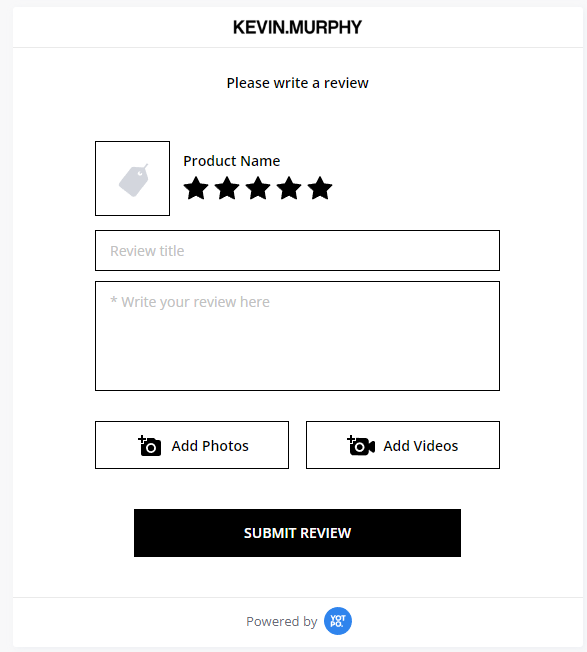 KEVIN.MURPHY
Please write a review
Product Name
Review title
* Write your review here
Add Photos
Add Videos
SUBMIT REVIEW
Powered by
YOT
PO.